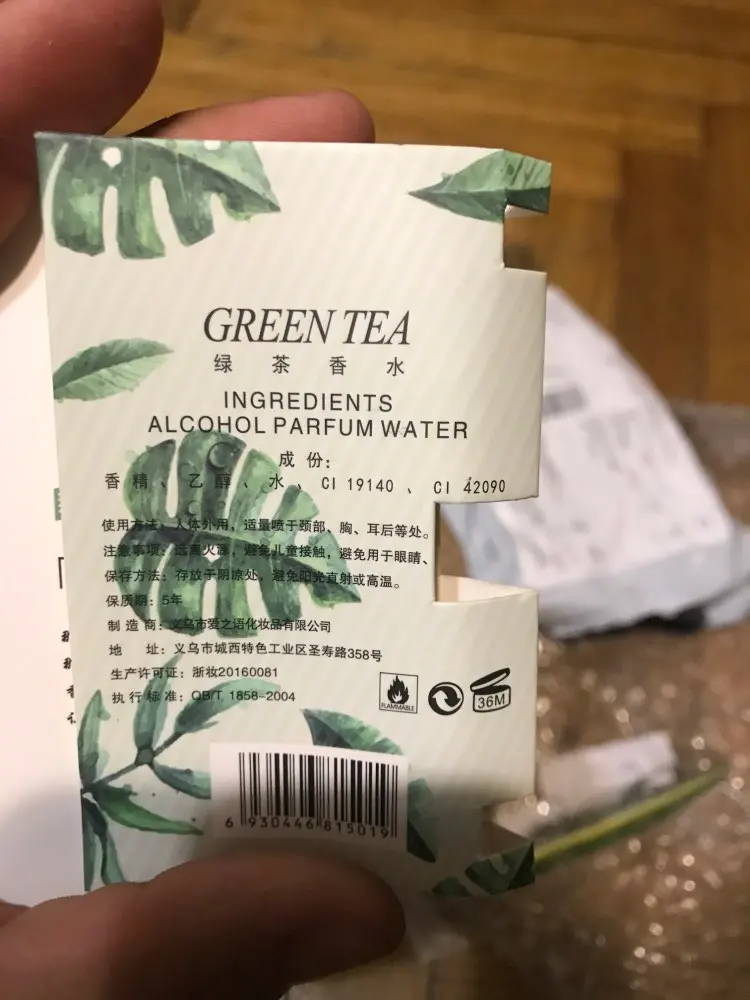 GREEN TEA
绿茶香水
INGREDIENTS
ALCOHOL PARFUM WATER
成份:
香精、乙醇、水、CI 19140、CI 42090
使用方法: 人体外用，适量喷于颈部、胸、耳后等处。
注意事项: 远离火源，避免儿童接触，避免用于眼睛、
保存方法: 存放于阴凉处，避免阳光直射或高温。
保质期: 5年
制造商: 义乌市爱之语化妆品有限公司
地 址: 义乌市城西特色工业区圣寿路358号
生产许可证: 浙妆20160081
执行标准: QB/T 1858-2004
FLAMMABLE
36M
6 930446 815019